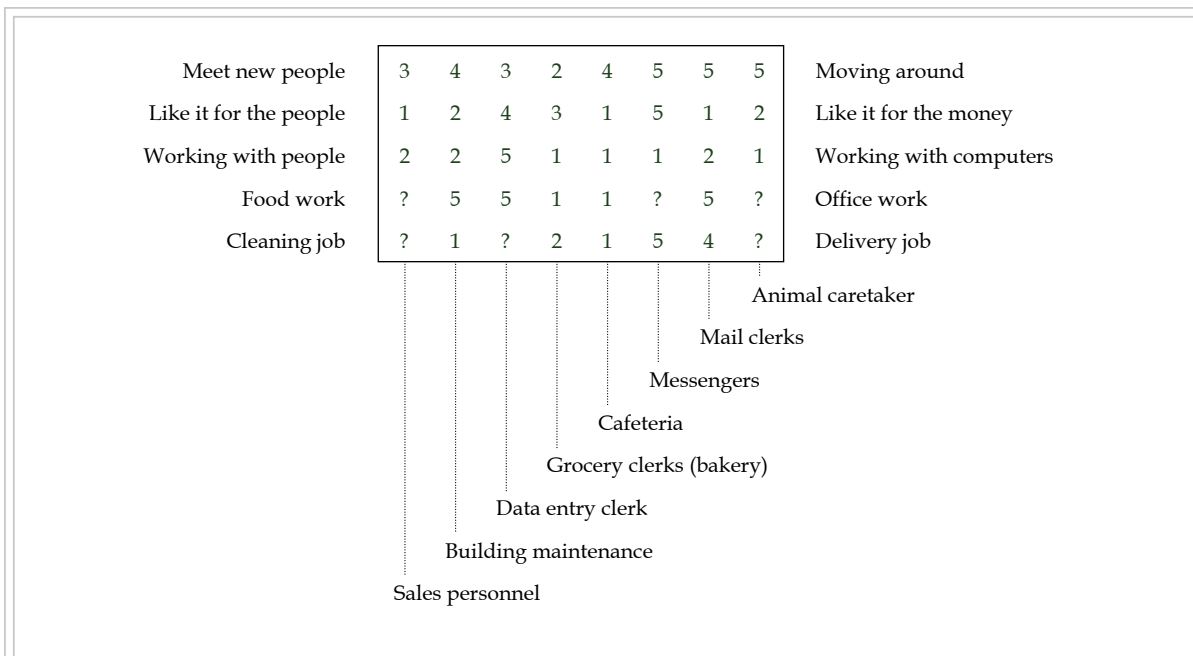 Meet new people 3 4 3 2 4 5 5 5 Moving around
Like it for the people 1 2 4 3 1 5 1 2 Like it for the money
Working with people 2 2 5 1 1 1 2 1 Working with computers
Food work ? 5 5 1 1 ? 5 ? Office work
Cleaning job ? 1 ? 2 1 5 4 ? Delivery job
Animal caretaker
Mail clerks
Messengers
Cafeteria
Grocery clerks (bakery)
Data entry clerk
Building maintenance
Sales personnel